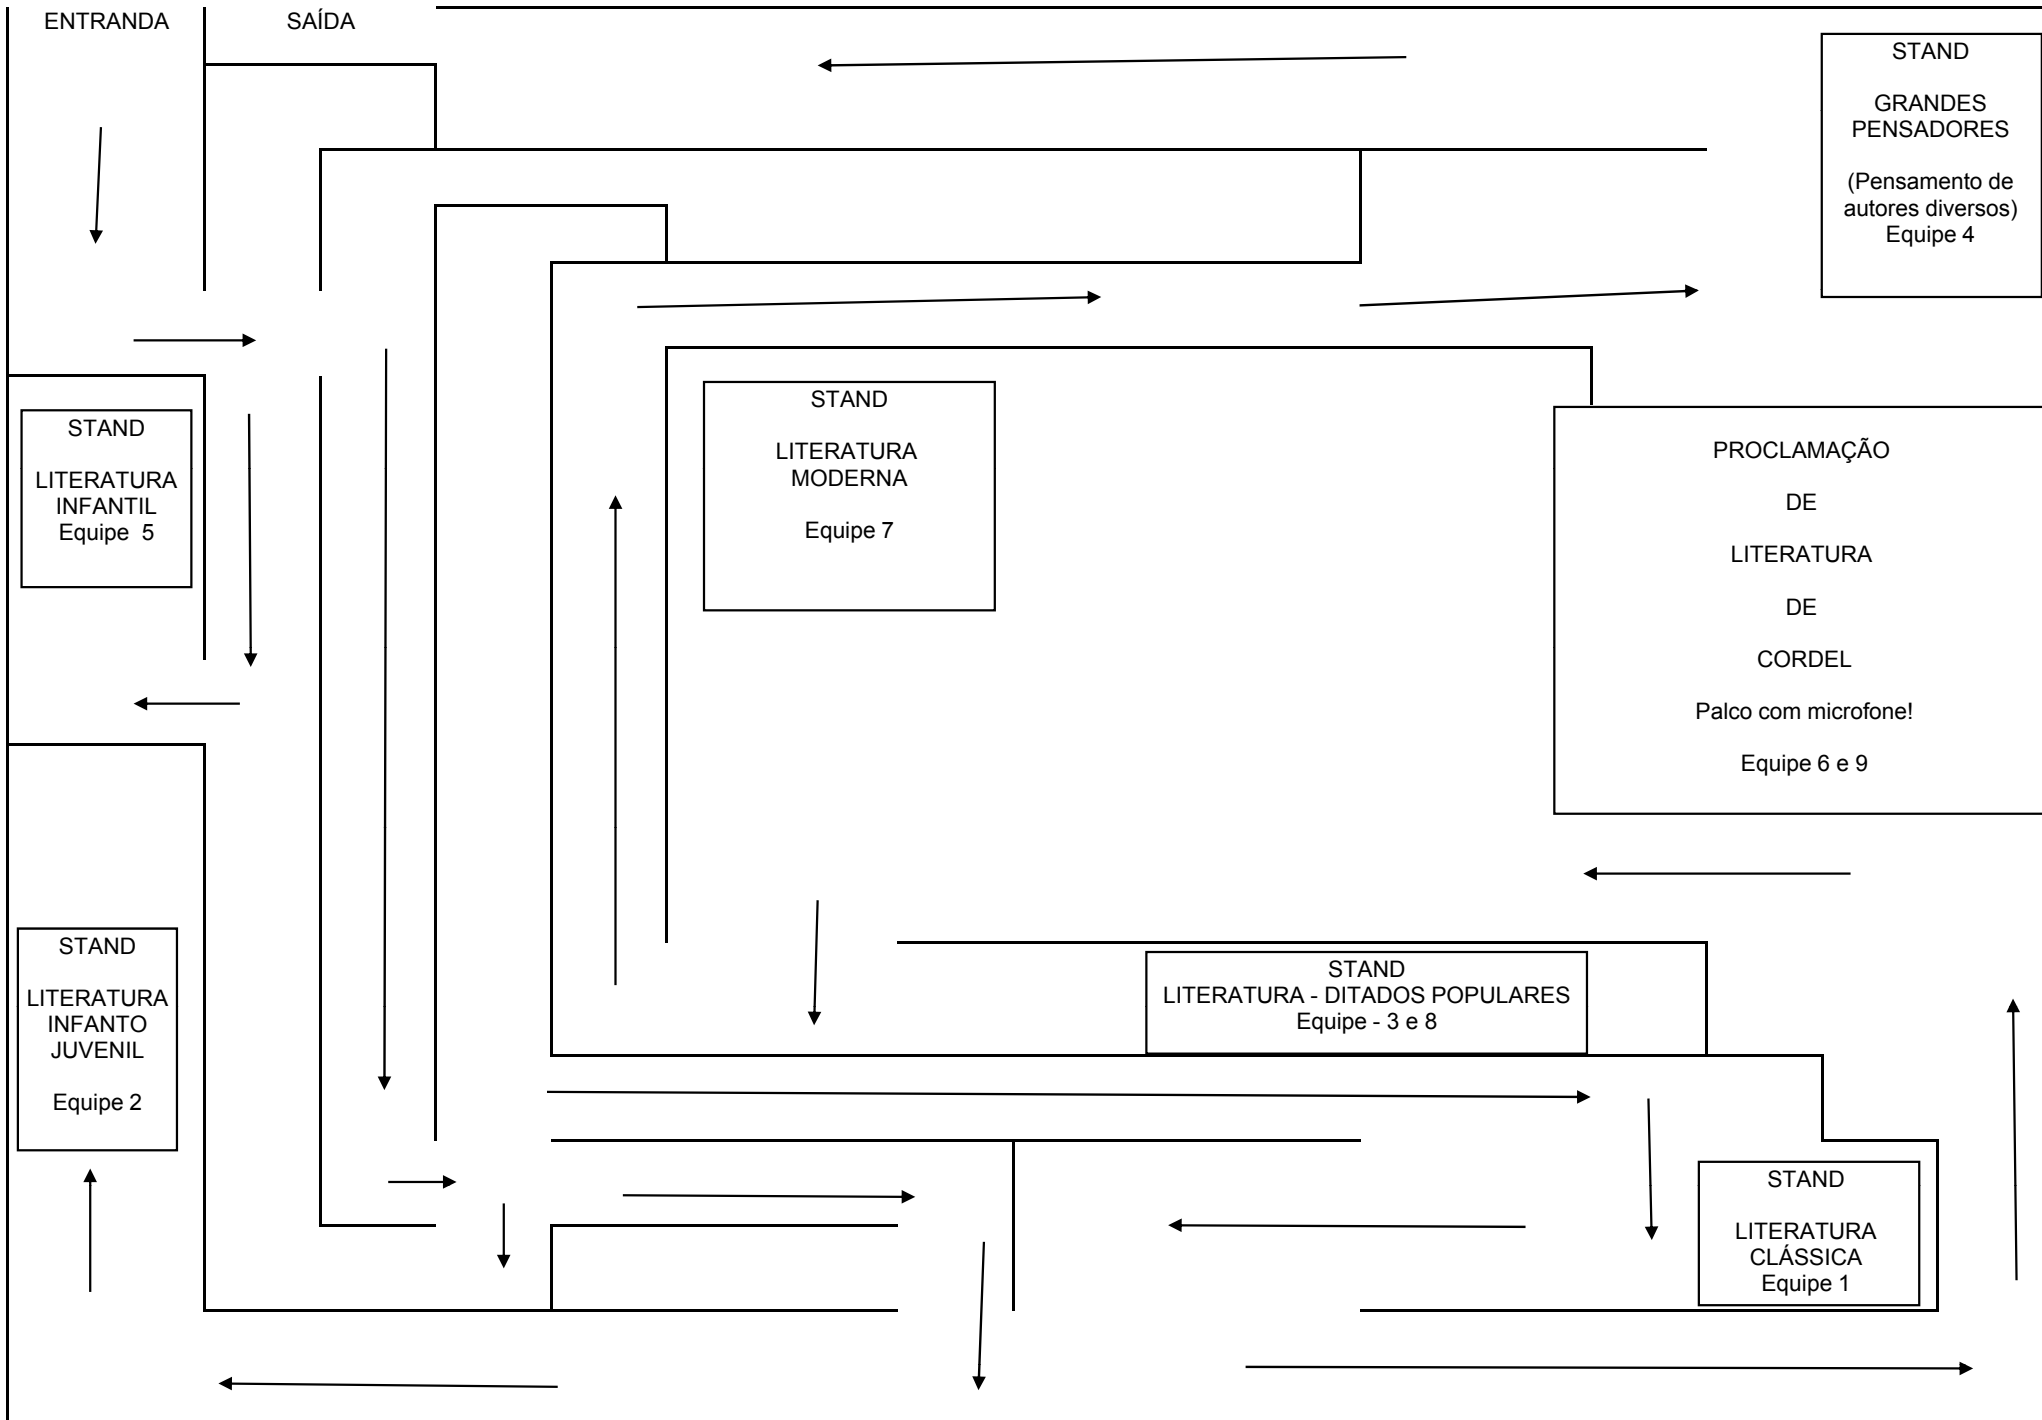 ENTRANDA
SAÍDA
STAND
GRANDES
PENSADORES
(Pensamento de
autores diversos)
Equipe 4
STAND
LITERATURA
INFANTIL
Equipe 5
STAND
LITERATURA
MODERNA
Equipe 7
PROCLAMAÇÃO
DE
LITERATURA
DE
CORDEL
Palco com microfone!
Equipe 6 e 9
STAND
LITERATURA
INFANTO
JUVENIL
Equipe 2
STAND
LITERATURA - DITADOS POPULARES
Equipe - 3 e 8
STAND
LITERATURA
CLÁSSICA
Equipe 1